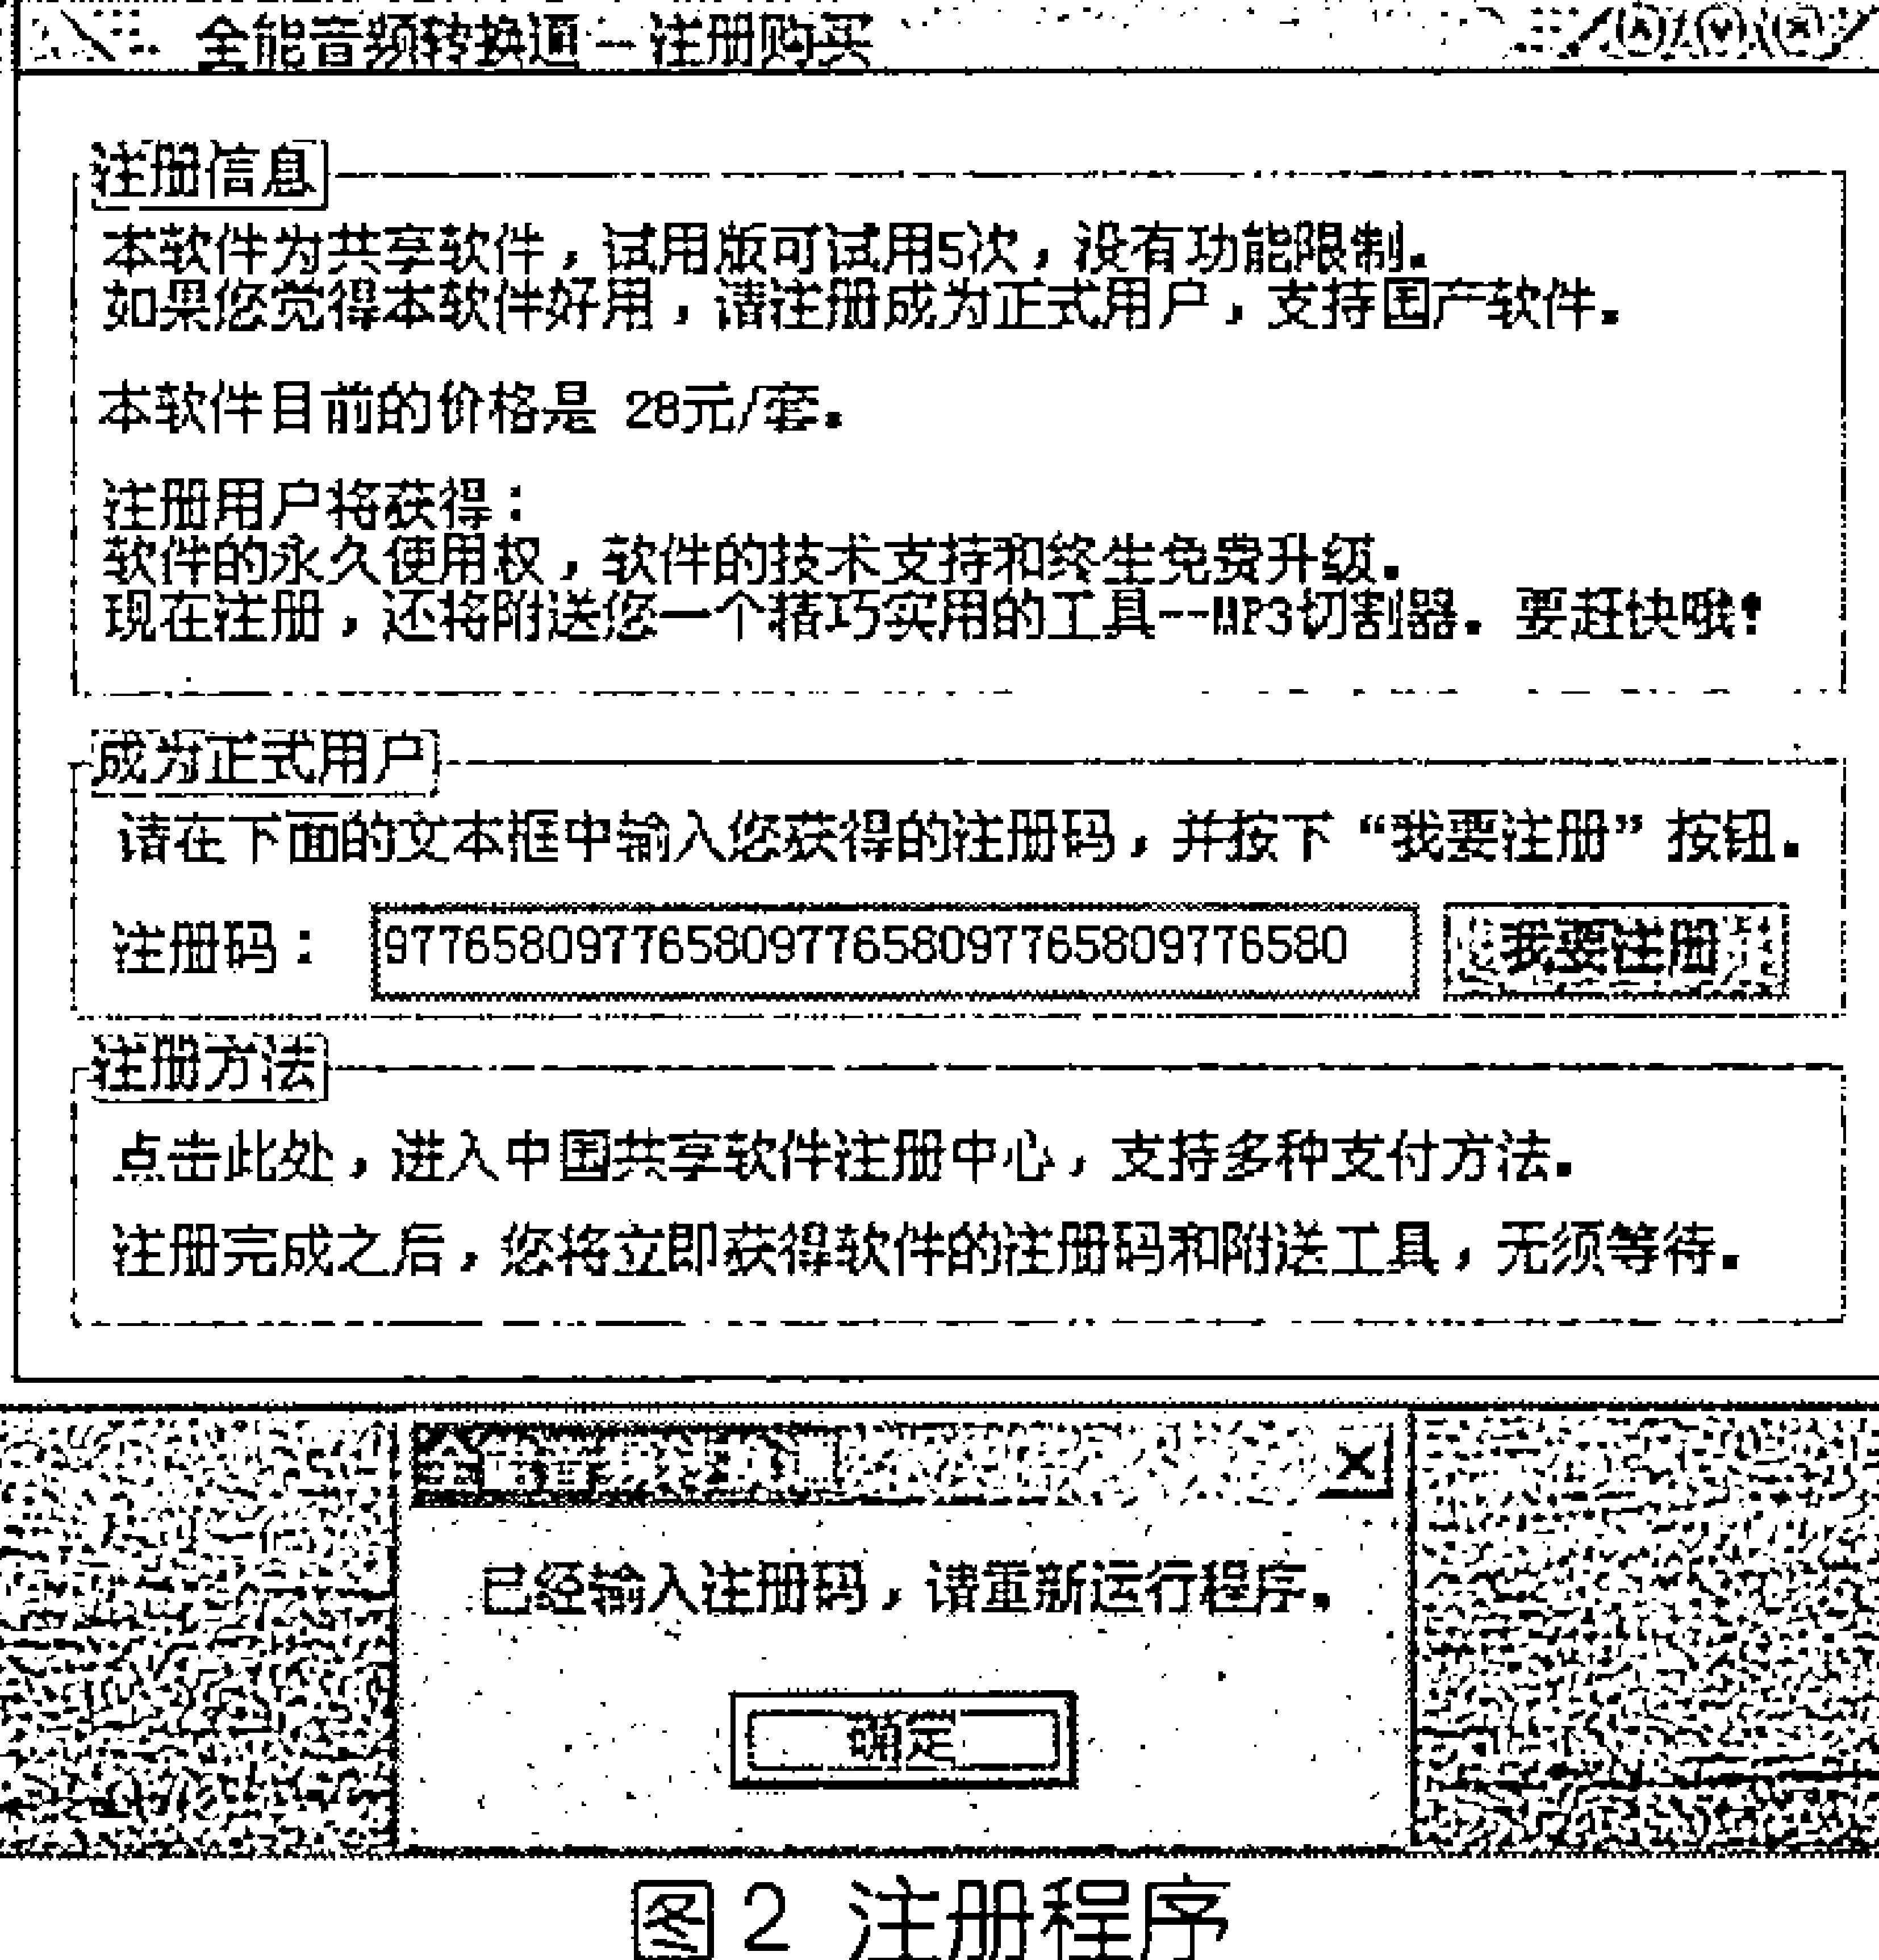 全能音频转换通 - 注册购买
注册信息
本软件为共享软件，试用版可试用5次，没有功能限制。
如果您觉得本软件好用，请注册成为正式用户，支持国产软件。
本软件目前的价格是 28元/套。
注册用户将获得：
软件的永久使用权，软件的技术支持和终生免费升级。
现在注册，还将附送您一个精巧实用的工具--MP3切割器。要赶快哦！
成为正式用户
请在下面的文本框中输入您获得的注册码，并按下“我要注册”按钮。
注册码： 97765809776580977658097765809776580 我要注册
注册方法
点击此处，进入中国共享软件注册中心，支持多种支付方法。
注册完成之后，您将立即获得软件的注册码和附送工具，无须等待。
已经输入注册码，请重新运行程序。
确定
图2 注册程序